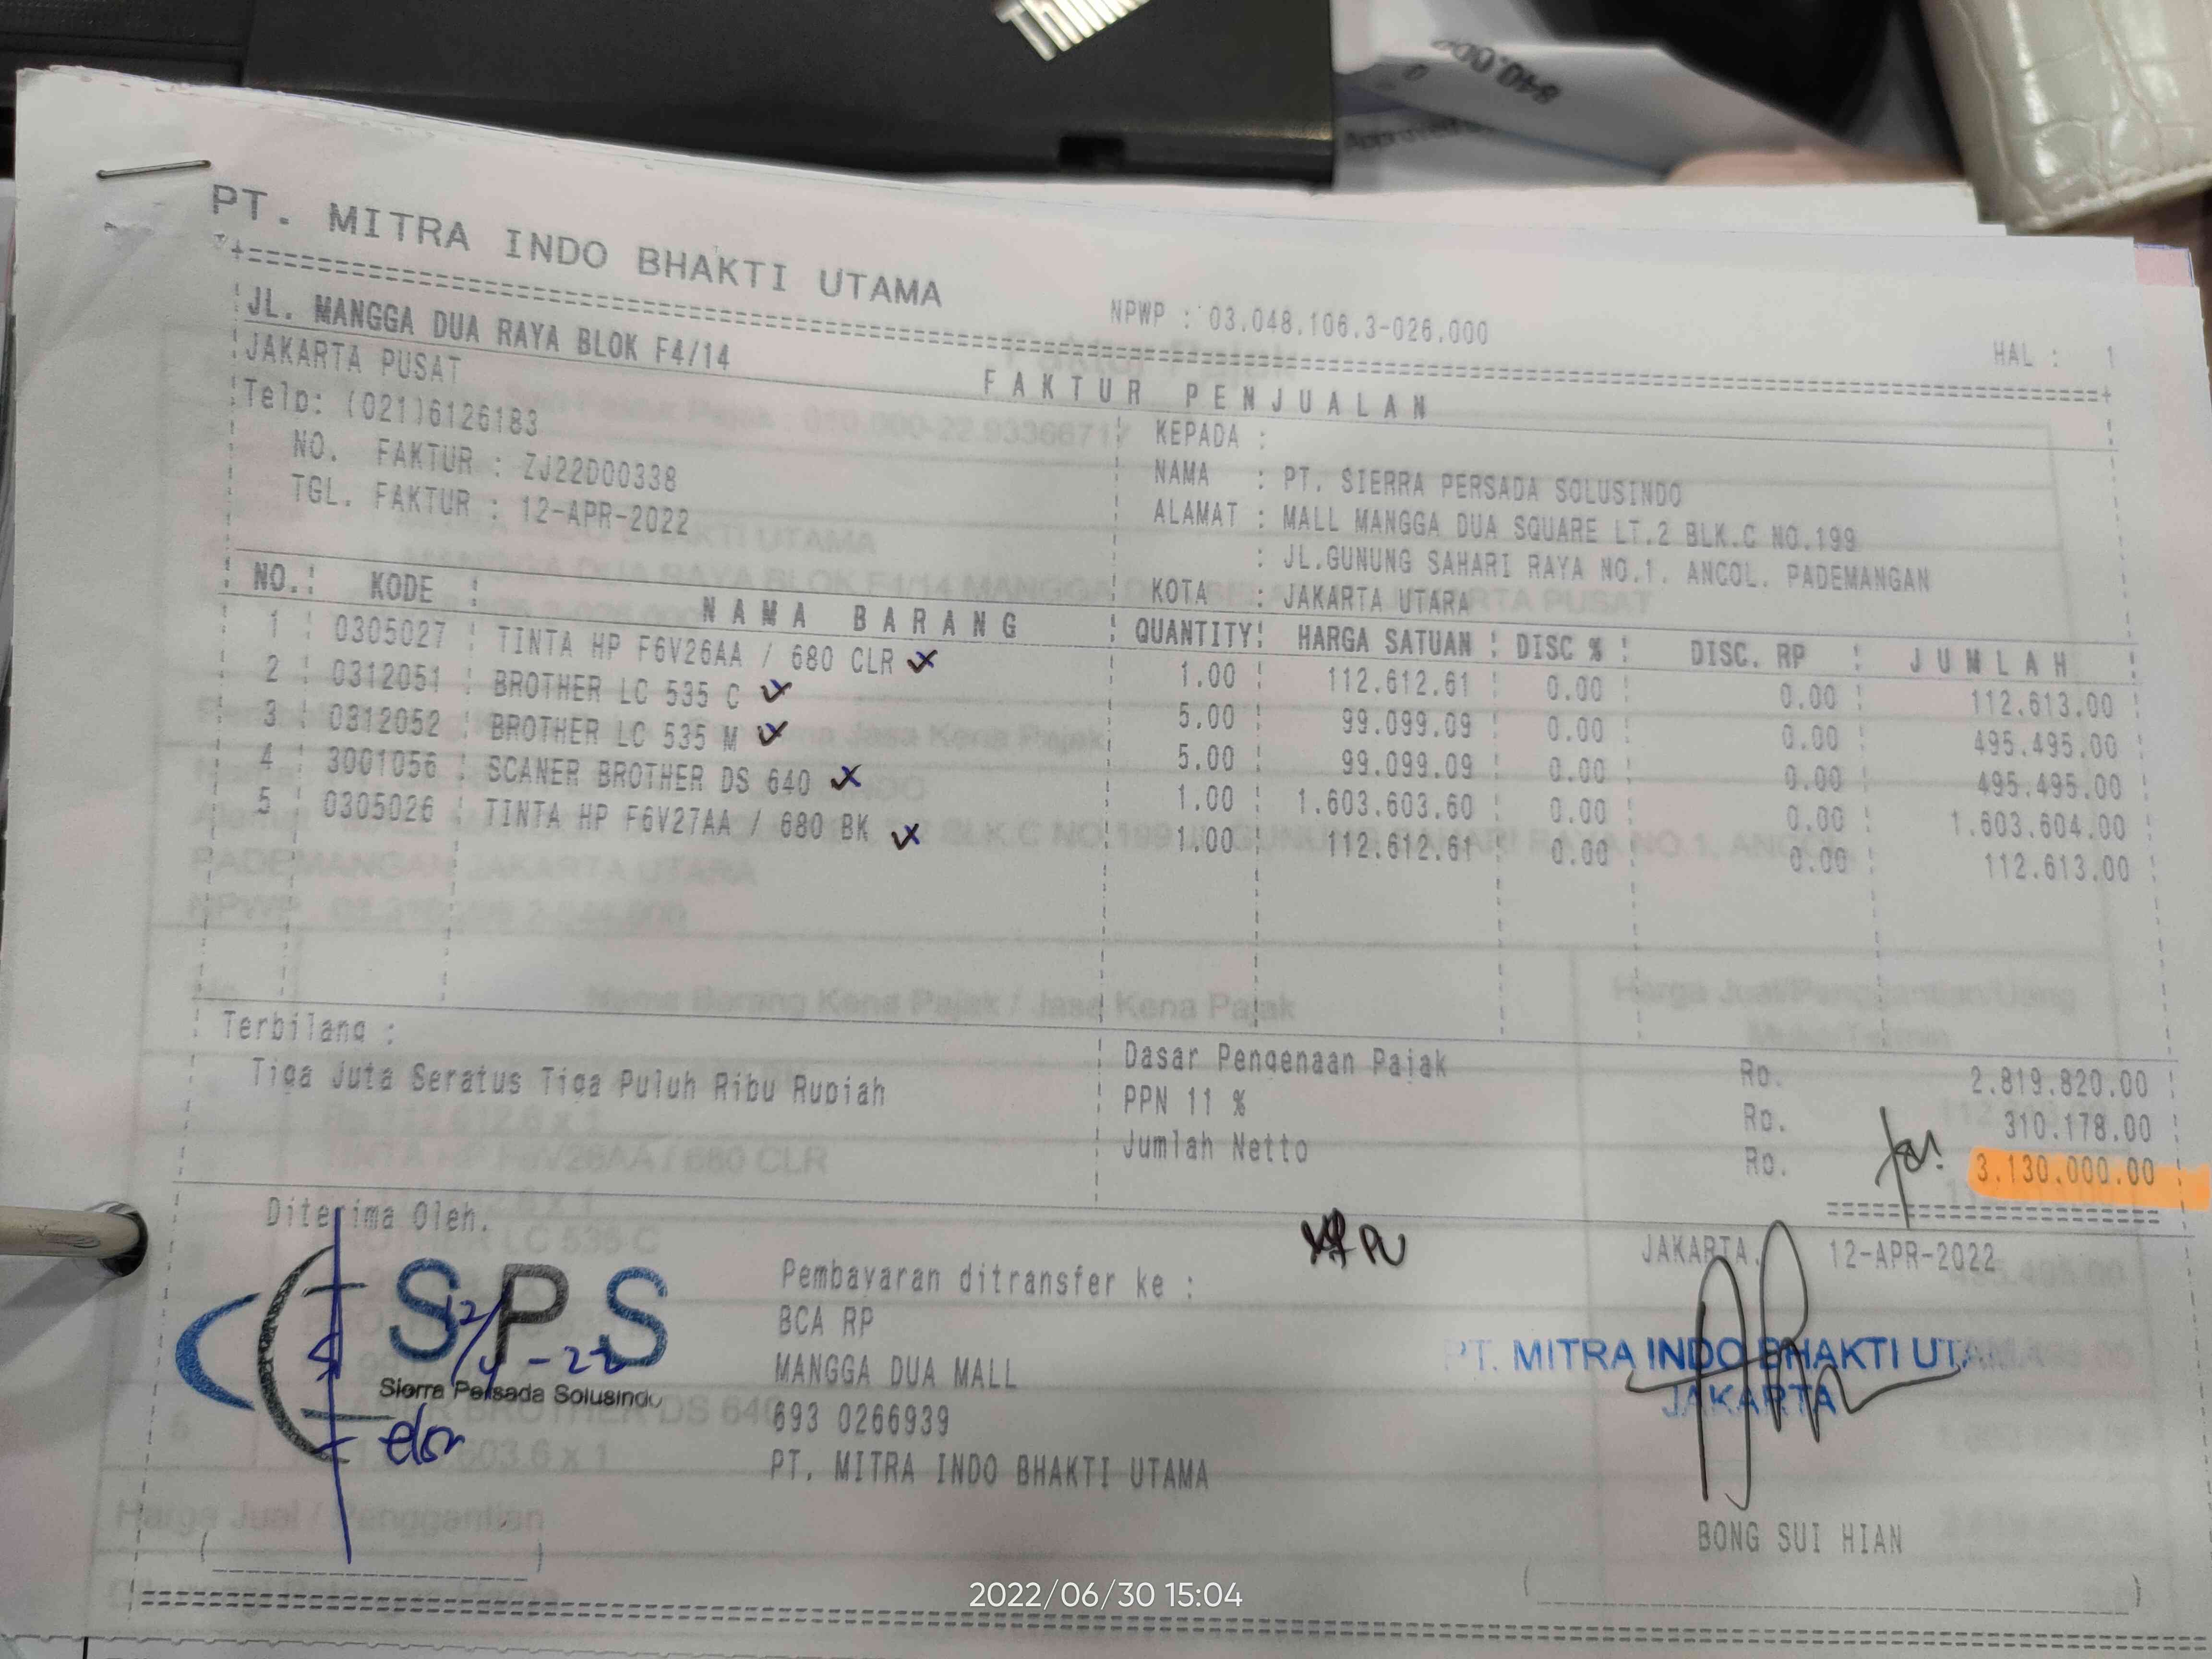 Think
840.00
PT. MITRA INDO BHAKTI UTAMA
NPWP : 03.048.106.3-026.000
HAL : 1
JL. MANGGA DUA RAYA BLOK F4/14
JAKARTA PUSAT
Telp: (021)6126183
FAKTUR PENJUALAN
NO. FAKTUR : ZJ22D00338
TGL. FAKTUR : 12-APR-2022
KEPADA :
NAMA : PT. SIERRA PERSADA SOLUSINDO
ALAMAT : MALL MANGGA DUA SQUARE LT.2 BLK.C NO.199
: JL.GUNUNG SAHARI RAYA NO.1. ANCOL. PADEMANGAN
KOTA : JAKARTA UTARA
NO. KODE NAMA BARANG QUANTITY HARGA SATUAN DISC % DISC. RP JUMLAH
1 0305027 TINTA HP F6V26AA / 680 CLR 1.00 112.612.61 0.00 0.00 112.613.00
2 0312051 BROTHER LC 535 C 5.00 99.099.09 0.00 0.00 495.495.00
3 0312052 BROTHER LC 535 M 5.00 99.099.09 0.00 0.00 495.495.00
4 3001056 SCANER BROTHER DS 640 1.00 1.603.603.60 0.00 0.00 1.603.604.00
5 0305026 TINTA HP F6V27AA / 680 BK 1.00 112.612.61 0.00 0.00 112.613.00
Terbilang :
Tiga Juta Seratus Tiga Puluh Ribu Rupiah
Dasar Pengenaan Pajak Rp. 2.819.820.00
PPN 11 % Rp. 310.178.00
Jumlah Netto Rp. 3.130.000.00
Diterima Oleh.
SPS
Sierra Persada Solusindo
12/4-22
Pembayaran ditransfer ke :
BCA RP
MANGGA DUA MALL
693 0266939
PT. MITRA INDO BHAKTI UTAMA
JAKARTA. 12-APR-2022
PT. MITRA INDO BHAKTI UTAMA
JAKARTA
BONG SUI HIAN
2022/06/30 15:04